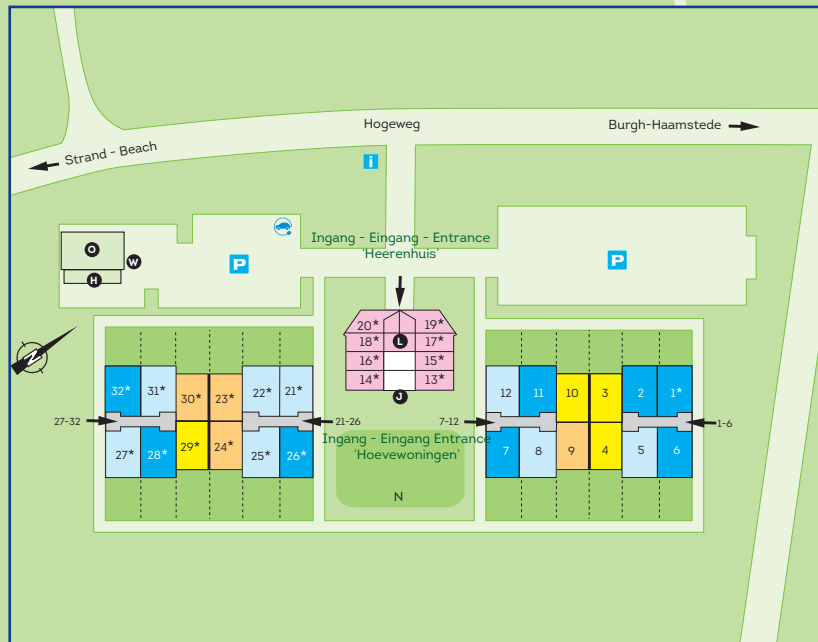 Hogeweg
Burgh-Haamstede
Strand - Beach
i
Ingang - Eingang - Entrance
'Heerenhuis'
O
W
H
P
P
N
20* 19*
18* L 17*
16* 15*
14* 13*
J
32* 31* 30* 23* 22* 21*
27-32
21-26
27* 28* 29* 24* 25* 26*
12 11 10 3 2 1*
7-12
1-6
7 8 9 4 5 6
Ingang - Eingang Entrance
'Hoevewoningen'
N